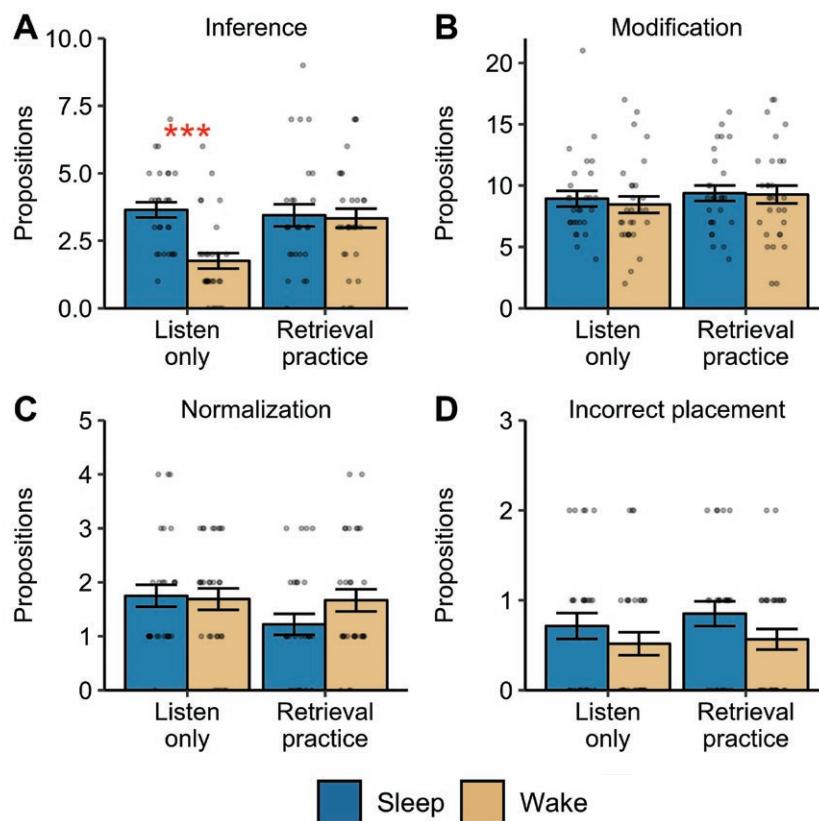 A
Inference
Propositions
10.0
7.5
5.0
2.5
0.0
***
Listen only
Retrieval practice
B
Modification
Propositions
20
15
10
5
0
Listen only
Retrieval practice
C
Normalization
Propositions
5
4
3
2
1
0
Listen only
Retrieval practice
D
Incorrect placement
Propositions
3
2
1
0
Listen only
Retrieval practice
Sleep
Wake